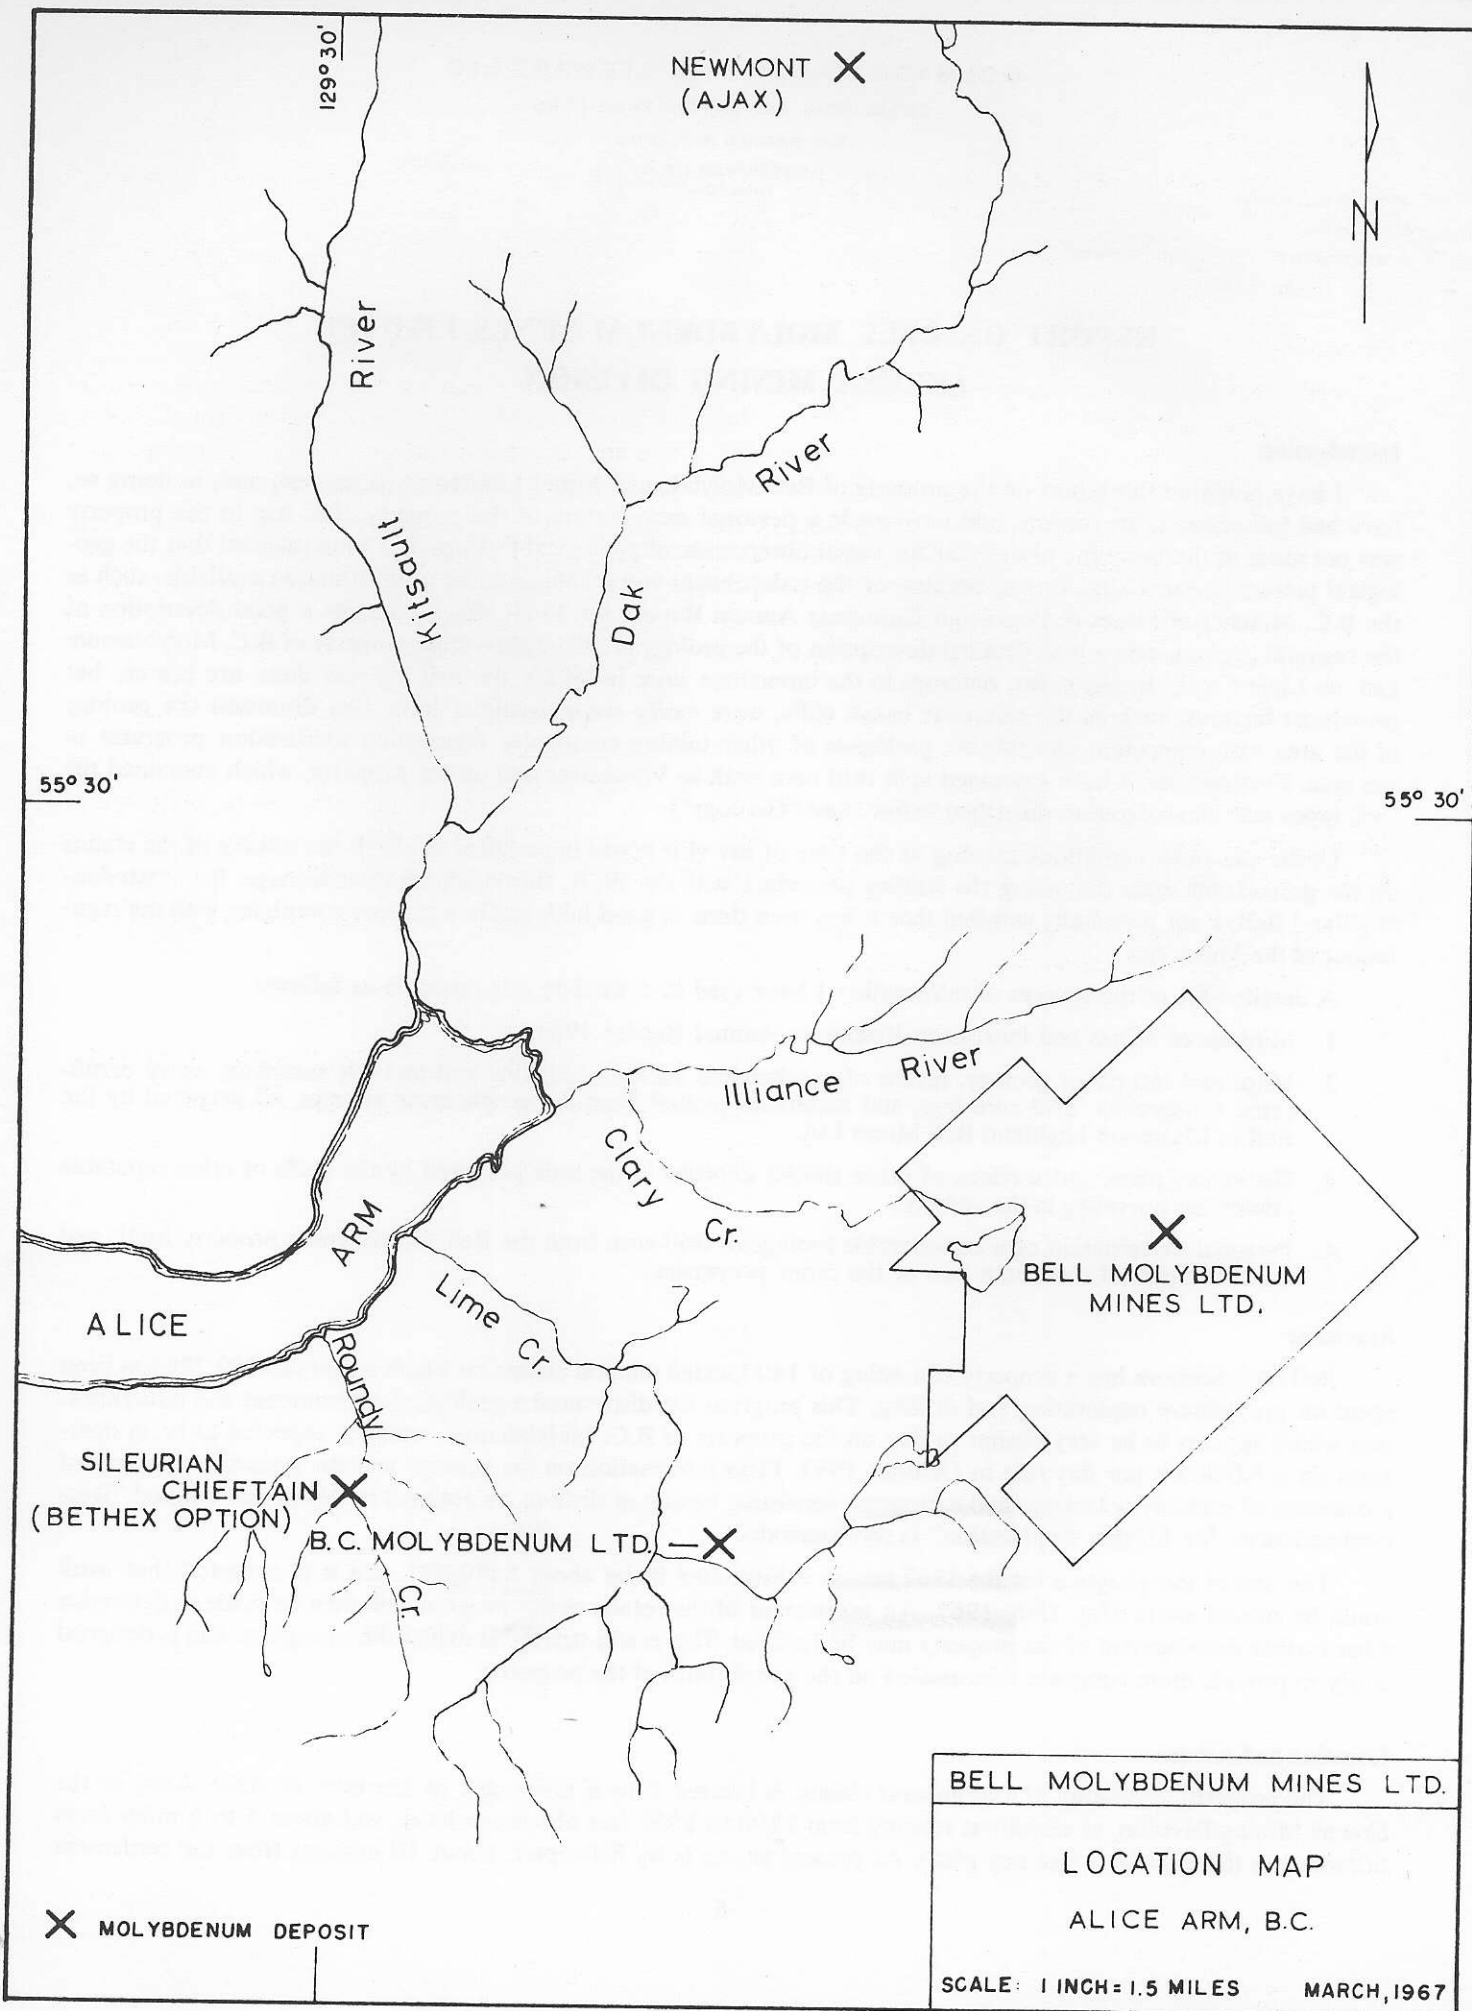 129° 30'
NEWMONT
(AJAX)
N
River
River
Kitsault
Dak
55° 30'
55° 30'
Illiance River
Clary
Cr.
ARM
BELL MOLYBDENUM
MINES LTD.
Lime
Cr.
ALICE
Roundy
SILEURIAN
CHIEFTAIN
(BETHEX OPTION)
B.C. MOLYBDENUM LTD.
Cr.
BELL MOLYBDENUM MINES LTD.
LOCATION MAP
ALICE ARM, B.C.
MOLYBDENUM DEPOSIT
SCALE: 1 INCH = 1.5 MILES MARCH, 1967